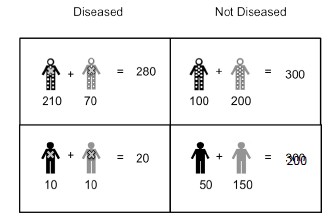 Diseased Not Diseased
+ = 280
210 70
+ = 300
100 200
+ = 20
10 10
+ =
50 150